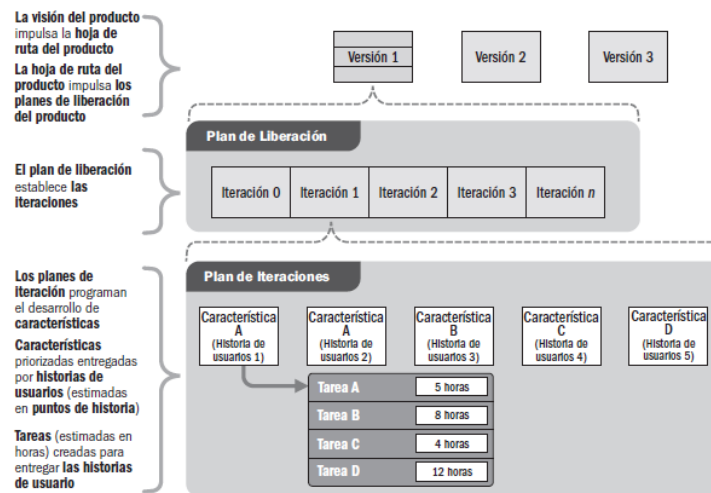 La visión del producto
impulsa la hoja de
ruta del producto
La hoja de ruta del
producto impulsa los
planes de liberación
del producto
Versión 1
Versión 2
Versión 3
Plan de Liberación
El plan de liberación
establece las
iteraciones
Iteración 0
Iteración 1
Iteración 2
Iteración 3
Iteración n
Plan de Iteraciones
Los planes de
iteración programan
el desarrollo de
características
Características
priorizadas entregadas
por historias de
usuarios (estimadas
en puntos de historia)
Tareas (estimadas en
horas) creadas para
entregar las historias
de usuario
Característica
A
(Historia de
usuarios 1)
Característica
A
(Historia de
usuarios 2)
Característica
B
(Historia de
usuarios 3)
Característica
C
(Historia de
usuarios 4)
Característica
D
(Historia de
usuarios 5)
Tarea A
5 horas
Tarea B
8 horas
Tarea C
4 horas
Tarea D
12 horas